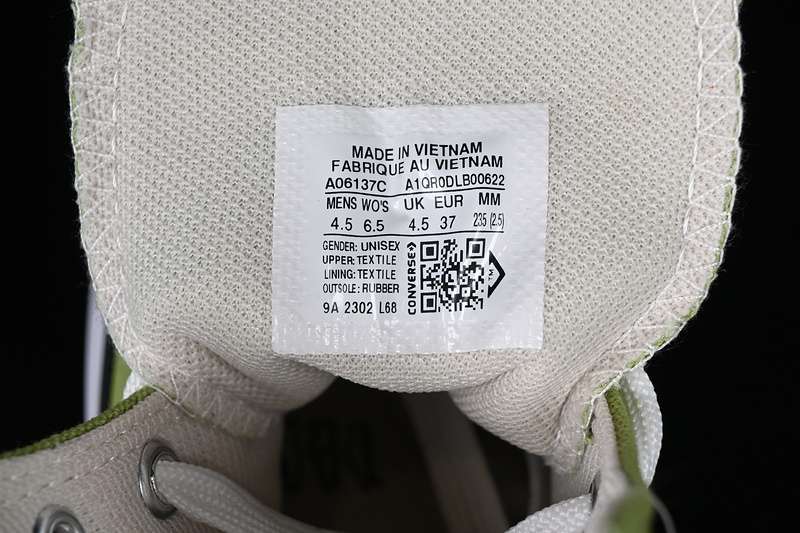 MADE IN VIETNAM
FABRIQUE AU VIETNAM
A06137C A1QR0DLB00622
MENS WO'S UK EUR MM
4.5 6.5 4.5 37 235 (2.5)
GENDER: UNISEX
UPPER: TEXTILE
LINING: TEXTILE
OUTSOLE: RUBBER
9A 2302 L68
CONVERSE
TM